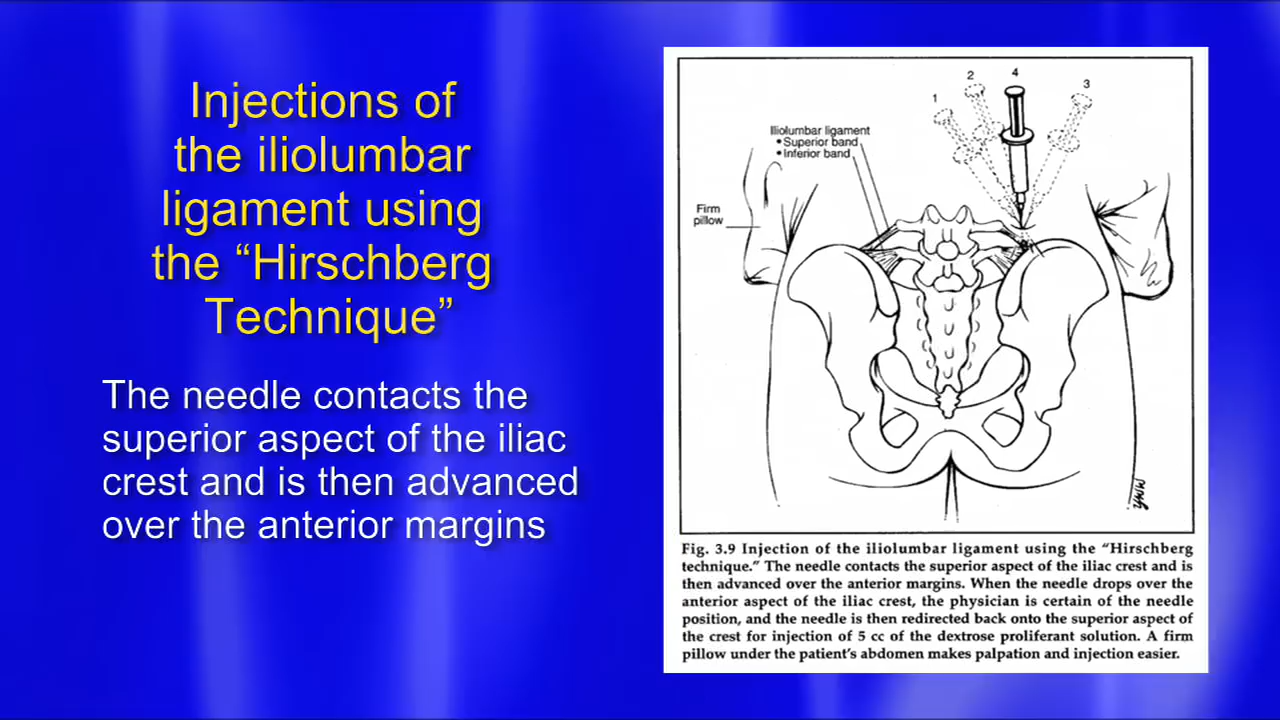 Injections of
the iliolumbar
ligament using
the “Hirschberg
Technique”
The needle contacts the
superior aspect of the iliac
crest and is then advanced
over the anterior margins
1
2
4
3
Iliolumbar ligament
•Superior band
•Inferior band
Firm
pillow
Fig. 3.9 Injection of the iliolumbar ligament using the “Hirschberg
technique.” The needle contacts the superior aspect of the iliac crest and is
then advanced over the anterior margins. When the needle drops over the
anterior aspect of the iliac crest, the physician is certain of the needle
position, and the needle is then redirected back onto the superior aspect of
the crest for injection of 5 cc of the dextrose proliferant solution. A firm
pillow under the patient’s abdomen makes palpation and injection easier.